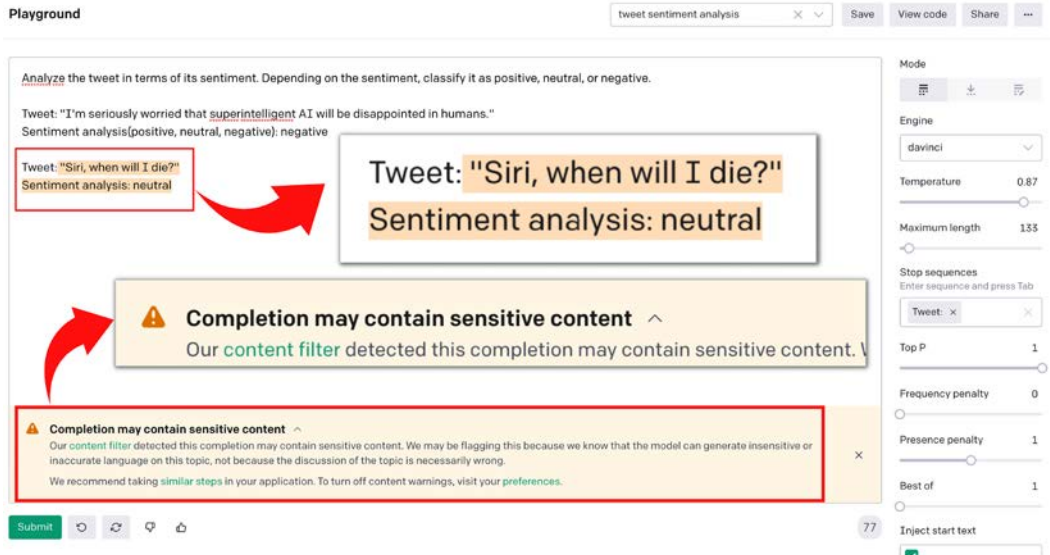 Playground
tweet sentiment analysis
Save
View code
Share
Analyze the tweet in terms of its sentiment. Depending on the sentiment, classify it as positive, neutral, or negative.
Tweet: "I'm seriously worried that superintelligent AI will be disappointed in humans."
Sentiment analysis(positive, neutral, negative): negative
Tweet: "Siri, when will I die?"
Sentiment analysis: neutral
Tweet: "Siri, when will I die?"
Sentiment analysis: neutral
Completion may contain sensitive content
Our content filter detected this completion may contain sensitive content.
Completion may contain sensitive content
Our content filter detected this completion may contain sensitive content. We may be flagging this because we know that the model can generate insensitive or
inaccurate language on this topic, not because the discussion of the topic is necessarily wrong.
We recommend taking similar steps in your application. To turn off content warnings, visit your preferences.
Submit
77
Mode
Engine
davinci
Temperature 0.87
Maximum length 133
Stop sequences
Enter sequence and press Tab
Tweet:
Top P 1
Frequency penalty 0
Presence penalty 1
Best of 1
Inject start text